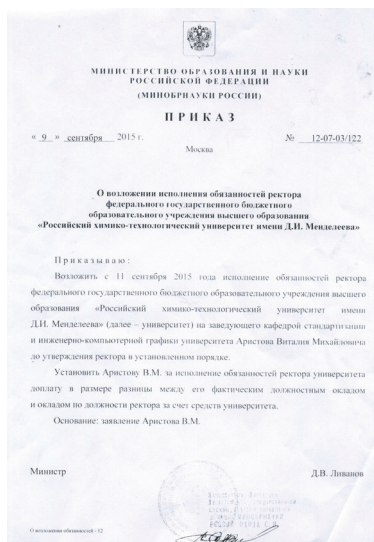 МИНИСТЕРСТВО ОБРАЗОВАНИЯ И НАУКИ
РОССИЙСКОЙ ФЕДЕРАЦИИ
(МИНОБРНАУКИ РОССИИ)
ПРИКАЗ
« 9 » сентября 2015 г. № 12-07-03/122
Москва
О возложении исполнения обязанностей ректора
федерального государственного бюджетного
образовательного учреждения высшего образования
«Российский химико-технологический университет имени Д.И. Менделеева»
Приказываю:
Возложить с 11 сентября 2015 года исполнение обязанностей ректора
федерального государственного бюджетного образовательного учреждения высшего
образования «Российский химико-технологический университет имени
Д.И. Менделеева» (далее – университет) на заведующего кафедрой стандартизации
и инженерно-компьютерной графики университета Аристова Виталия Михайловича
до утверждения ректора в установленном порядке.
Установить Аристову В.М. за исполнение обязанностей ректора университета
доплату в размере разницы между его фактическим должностным окладом
и окладом по должности ректора за счет средств университета.
Основание: заявление Аристова В.М.
Министр Д.В. Ливанов
О возложении обязанностей / 12